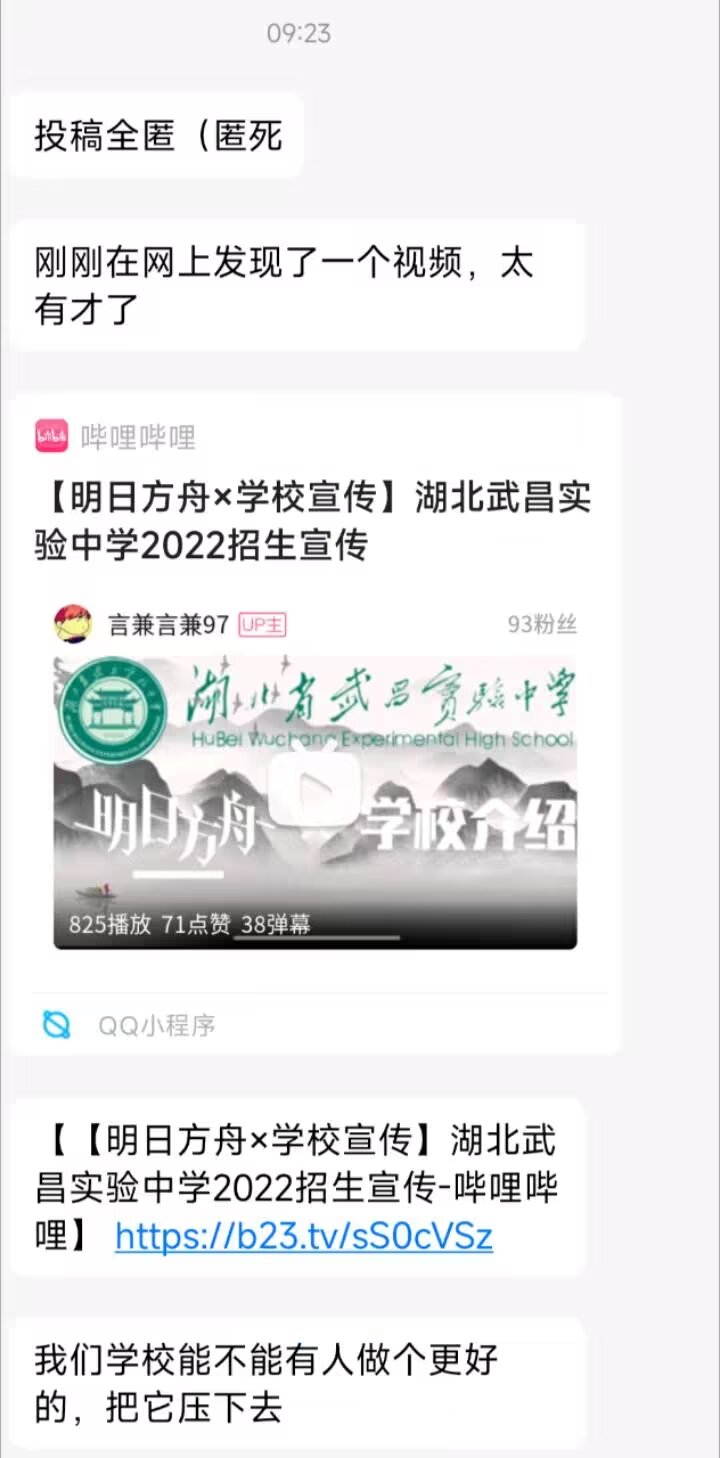 09:23
投稿全匿（匿死
刚刚在网上发现了一个视频，太
有才了
哔哩哔哩
【明日方舟×学校宣传】湖北武昌实
验中学2022招生宣传
言兼言兼97 UP主 93粉丝
湖北省武昌实验中学
HuBei Wuchang Experimental High School
明日方舟 学校介绍
825播放 71点赞 38弹幕
QQ小程序
【【明日方舟×学校宣传】湖北武
昌实验中学2022招生宣传-哔哩哔
哩】 https://b23.tv/sS0cVSz
我们学校能不能有人做个更好
的，把它压下去